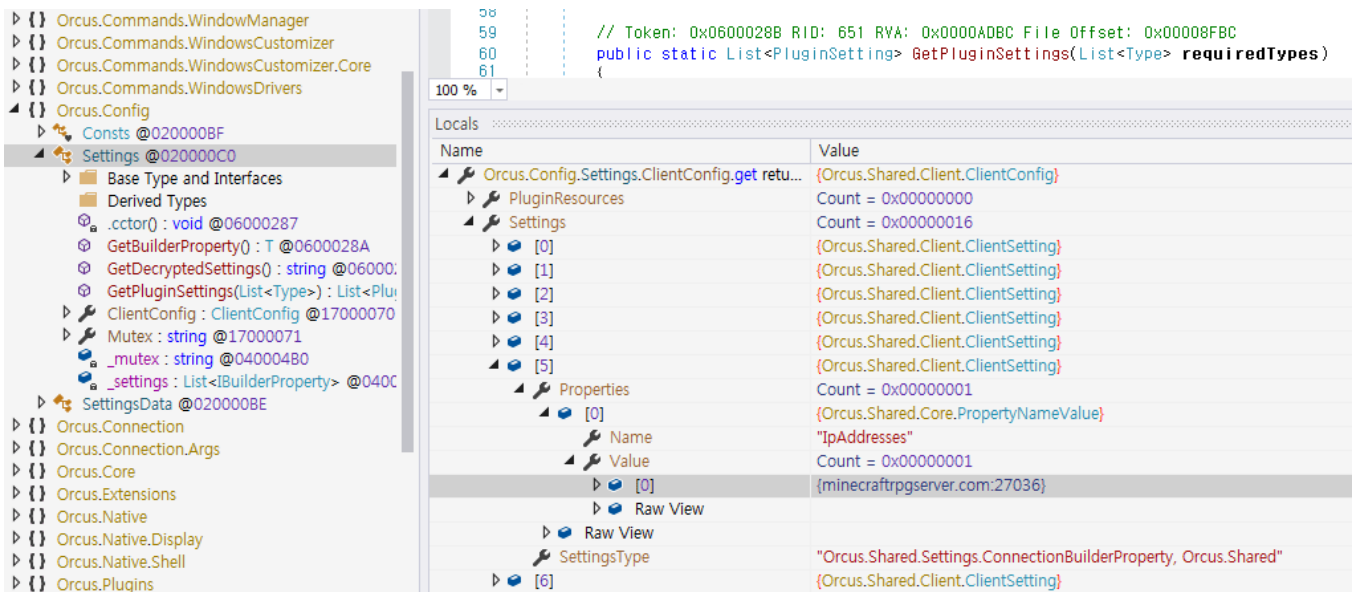 Orcus.Commands.WindowManager
Orcus.Commands.WindowsCustomizer
Orcus.Commands.WindowsCustomizer.Core
Orcus.Commands.WindowsDrivers
Orcus.Config
Consts @020000BF
Settings @020000C0
Base Type and Interfaces
Derived Types
.cctor() : void @06000287
GetBuilderProperty() : T @0600028A
GetDecryptedSettings() : string @06000
GetPluginSettings(List<Type>) : List<Plu
ClientConfig : ClientConfig @17000070
Mutex : string @17000071
_mutex : string @040004B0
_settings : List<IBuilderProperty> @040
SettingsData @020000BE
Orcus.Connection
Orcus.Connection.Args
Orcus.Core
Orcus.Extensions
Orcus.Native
Orcus.Native.Display
Orcus.Native.Shell
Orcus.Plugins
58
59 // Token: 0x0600028B RID: 651 RVA: 0x0000ADBC File Offset: 0x00008FBC
60 public static List<PluginSetting> GetPluginSettings(List<Type> requiredTypes)
61 {
100 %
Locals
Name Value
Orcus.Config.Settings.ClientConfig.get retu... {Orcus.Shared.Client.ClientConfig}
PluginResources Count = 0x00000000
Settings Count = 0x00000016
[0] {Orcus.Shared.Client.ClientSetting}
[1] {Orcus.Shared.Client.ClientSetting}
[2] {Orcus.Shared.Client.ClientSetting}
[3] {Orcus.Shared.Client.ClientSetting}
[4] {Orcus.Shared.Client.ClientSetting}
[5] {Orcus.Shared.Client.ClientSetting}
Properties Count = 0x00000001
[0] {Orcus.Shared.Core.PropertyNameValue}
Name "IpAddresses"
Value Count = 0x00000001
[0] {minecraftrpgserver.com:27036}
Raw View
Raw View
SettingsType "Orcus.Shared.Settings.ConnectionBuilderProperty, Orcus.Shared"
[6] {Orcus.Shared.Client.ClientSetting}